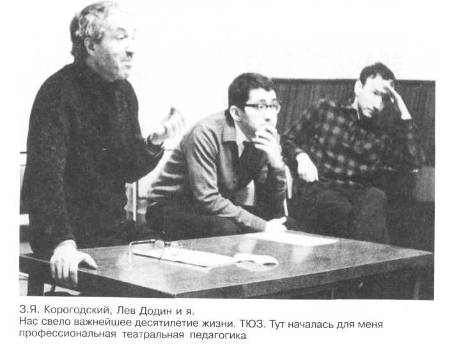 З.Я. Корогодский, Лев Додин и я.
Нас свело важнейшее десятилетие жизни. ТЮЗ. Тут началась для меня
профессиональная театральная педагогика